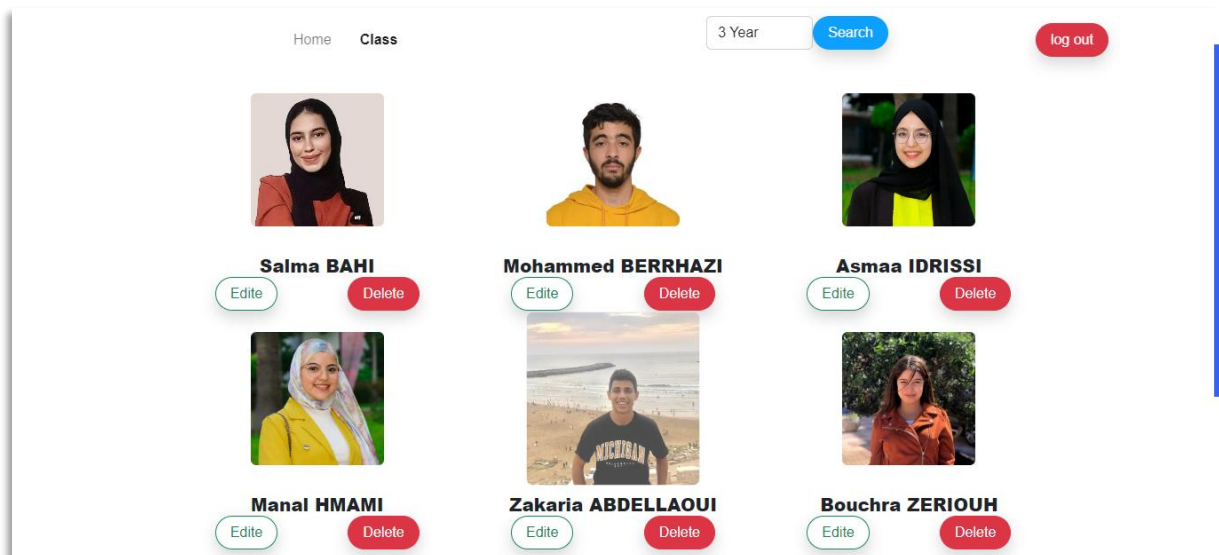 Home Class 3 Year Search log out
Salma BAHI Mohammed BERRHAZI Asmaa IDRISSI
Edite Delete Edite Delete Edite Delete
MICHIGAN
Manal HMAMI Zakaria ABDELLAOUI Bouchra ZERIOUH
Edite Delete Edite Delete Edite Delete